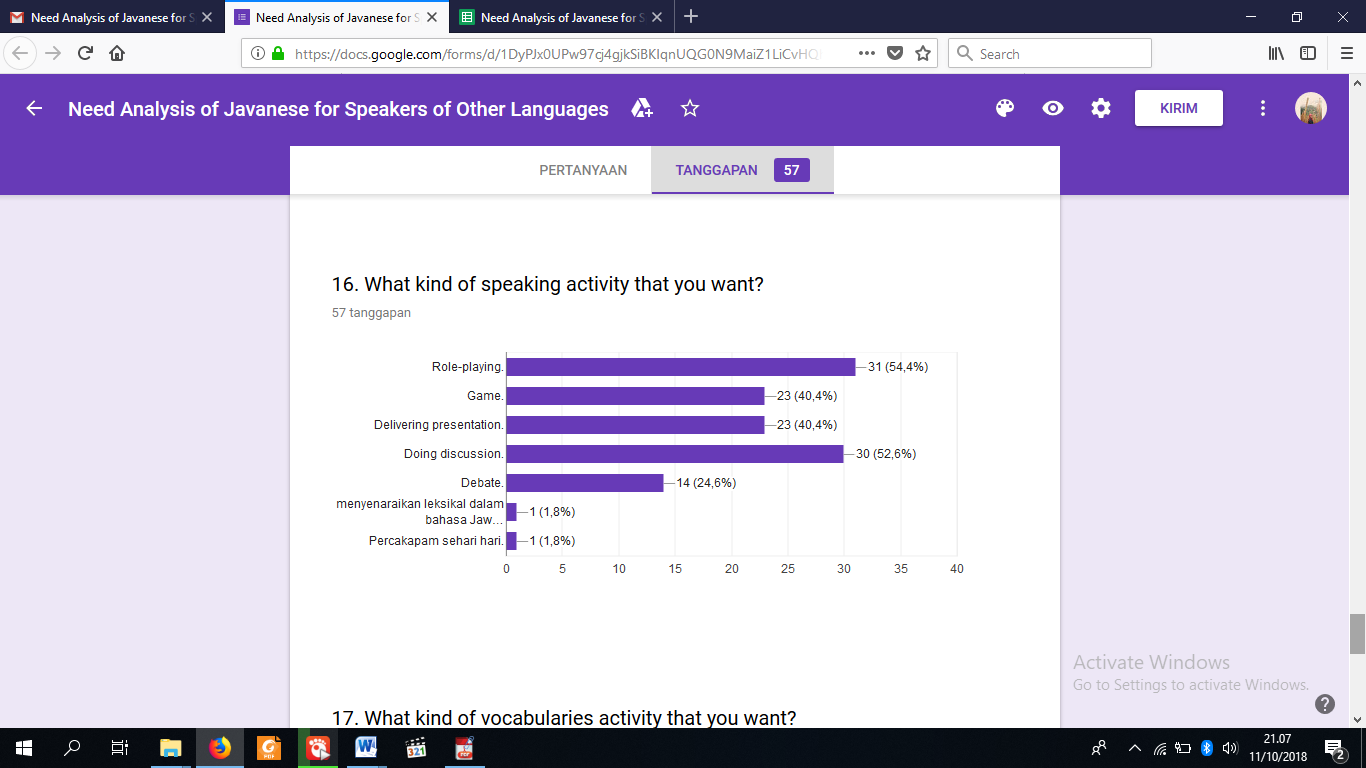 Need Analysis of Javanese for S
Need Analysis of Javanese for S
Need Analysis of Javanese for S
https://docs.google.com/forms/d/1DyPJx0UPw97cj4gjkSiBKIqnUQG0N9MaiZ1LiCvHQ
Search
Need Analysis of Javanese for Speakers of Other Languages
KIRIM
PERTANYAAN
TANGGAPAN 57
16. What kind of speaking activity that you want?
57 tanggapan
Role-playing. 31 (54,4%)
Game. 23 (40,4%)
Delivering presentation. 23 (40,4%)
Doing discussion. 30 (52,6%)
Debate. 14 (24,6%)
menyenaraikan leksikal dalam
bahasa Jaw... 1 (1,8%)
Percakapam sehari hari. 1 (1,8%)
0 5 10 15 20 25 30 35 40
17. What kind of vocabularies activity that you want?
Activate Windows
Go to Settings to activate Windows.
21.07
11/10/2018
2